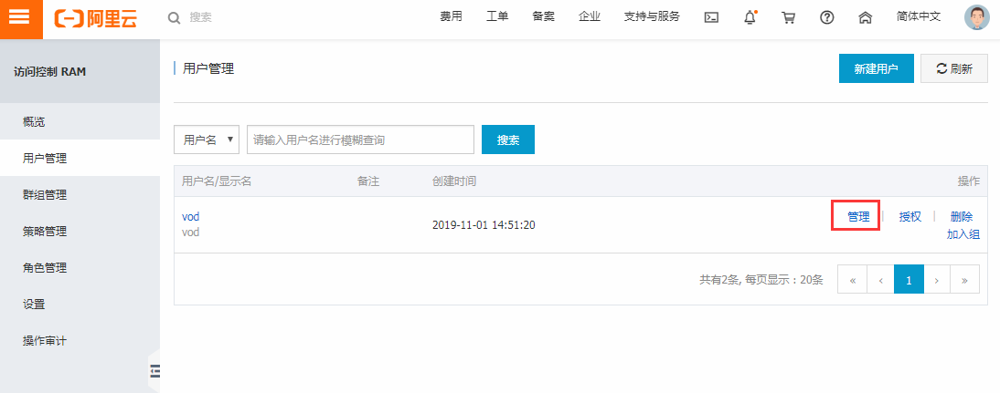 阿里云 搜索 费用 工单 备案 企业 支持与服务 简体中文
访问控制 RAM
概览
用户管理
群组管理
策略管理
角色管理
设置
操作审计
用户管理 新建用户 刷新
用户名 请输入用户名进行模糊查询 搜索
用户名/显示名 备注 创建时间 操作
vod 2019-11-01 14:51:20 管理 | 授权 | 删除
vod 加入组
共有2条, 每页显示：20条 « ‹ 1 › »